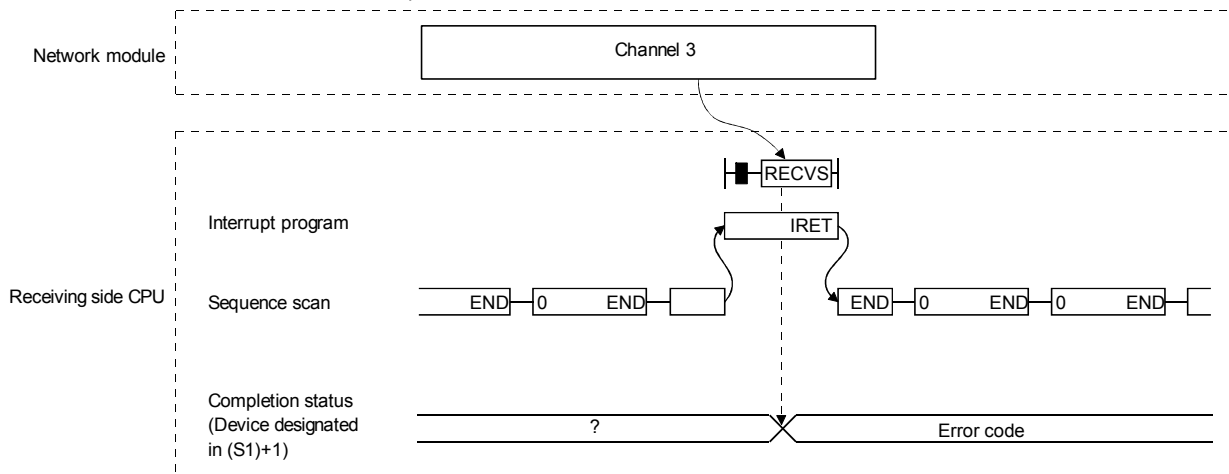 Network module
Channel 3
RECVS
Interrupt program
IRET
Receiving side CPU
Sequence scan
END 0 END END 0 END 0 END
Completion status
(Device designated
in (S1)+1)
?
Error code